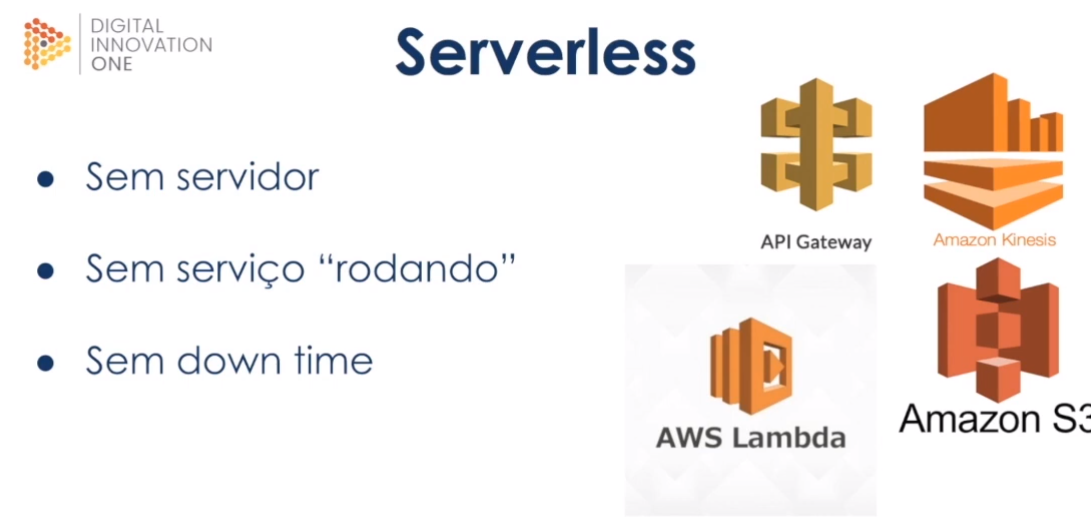 DIGITAL
INNOVATION
ONE
Serverless
• Sem servidor
• Sem serviço “rodando”
• Sem down time
API Gateway
Amazon Kinesis
AWS Lambda
Amazon S3